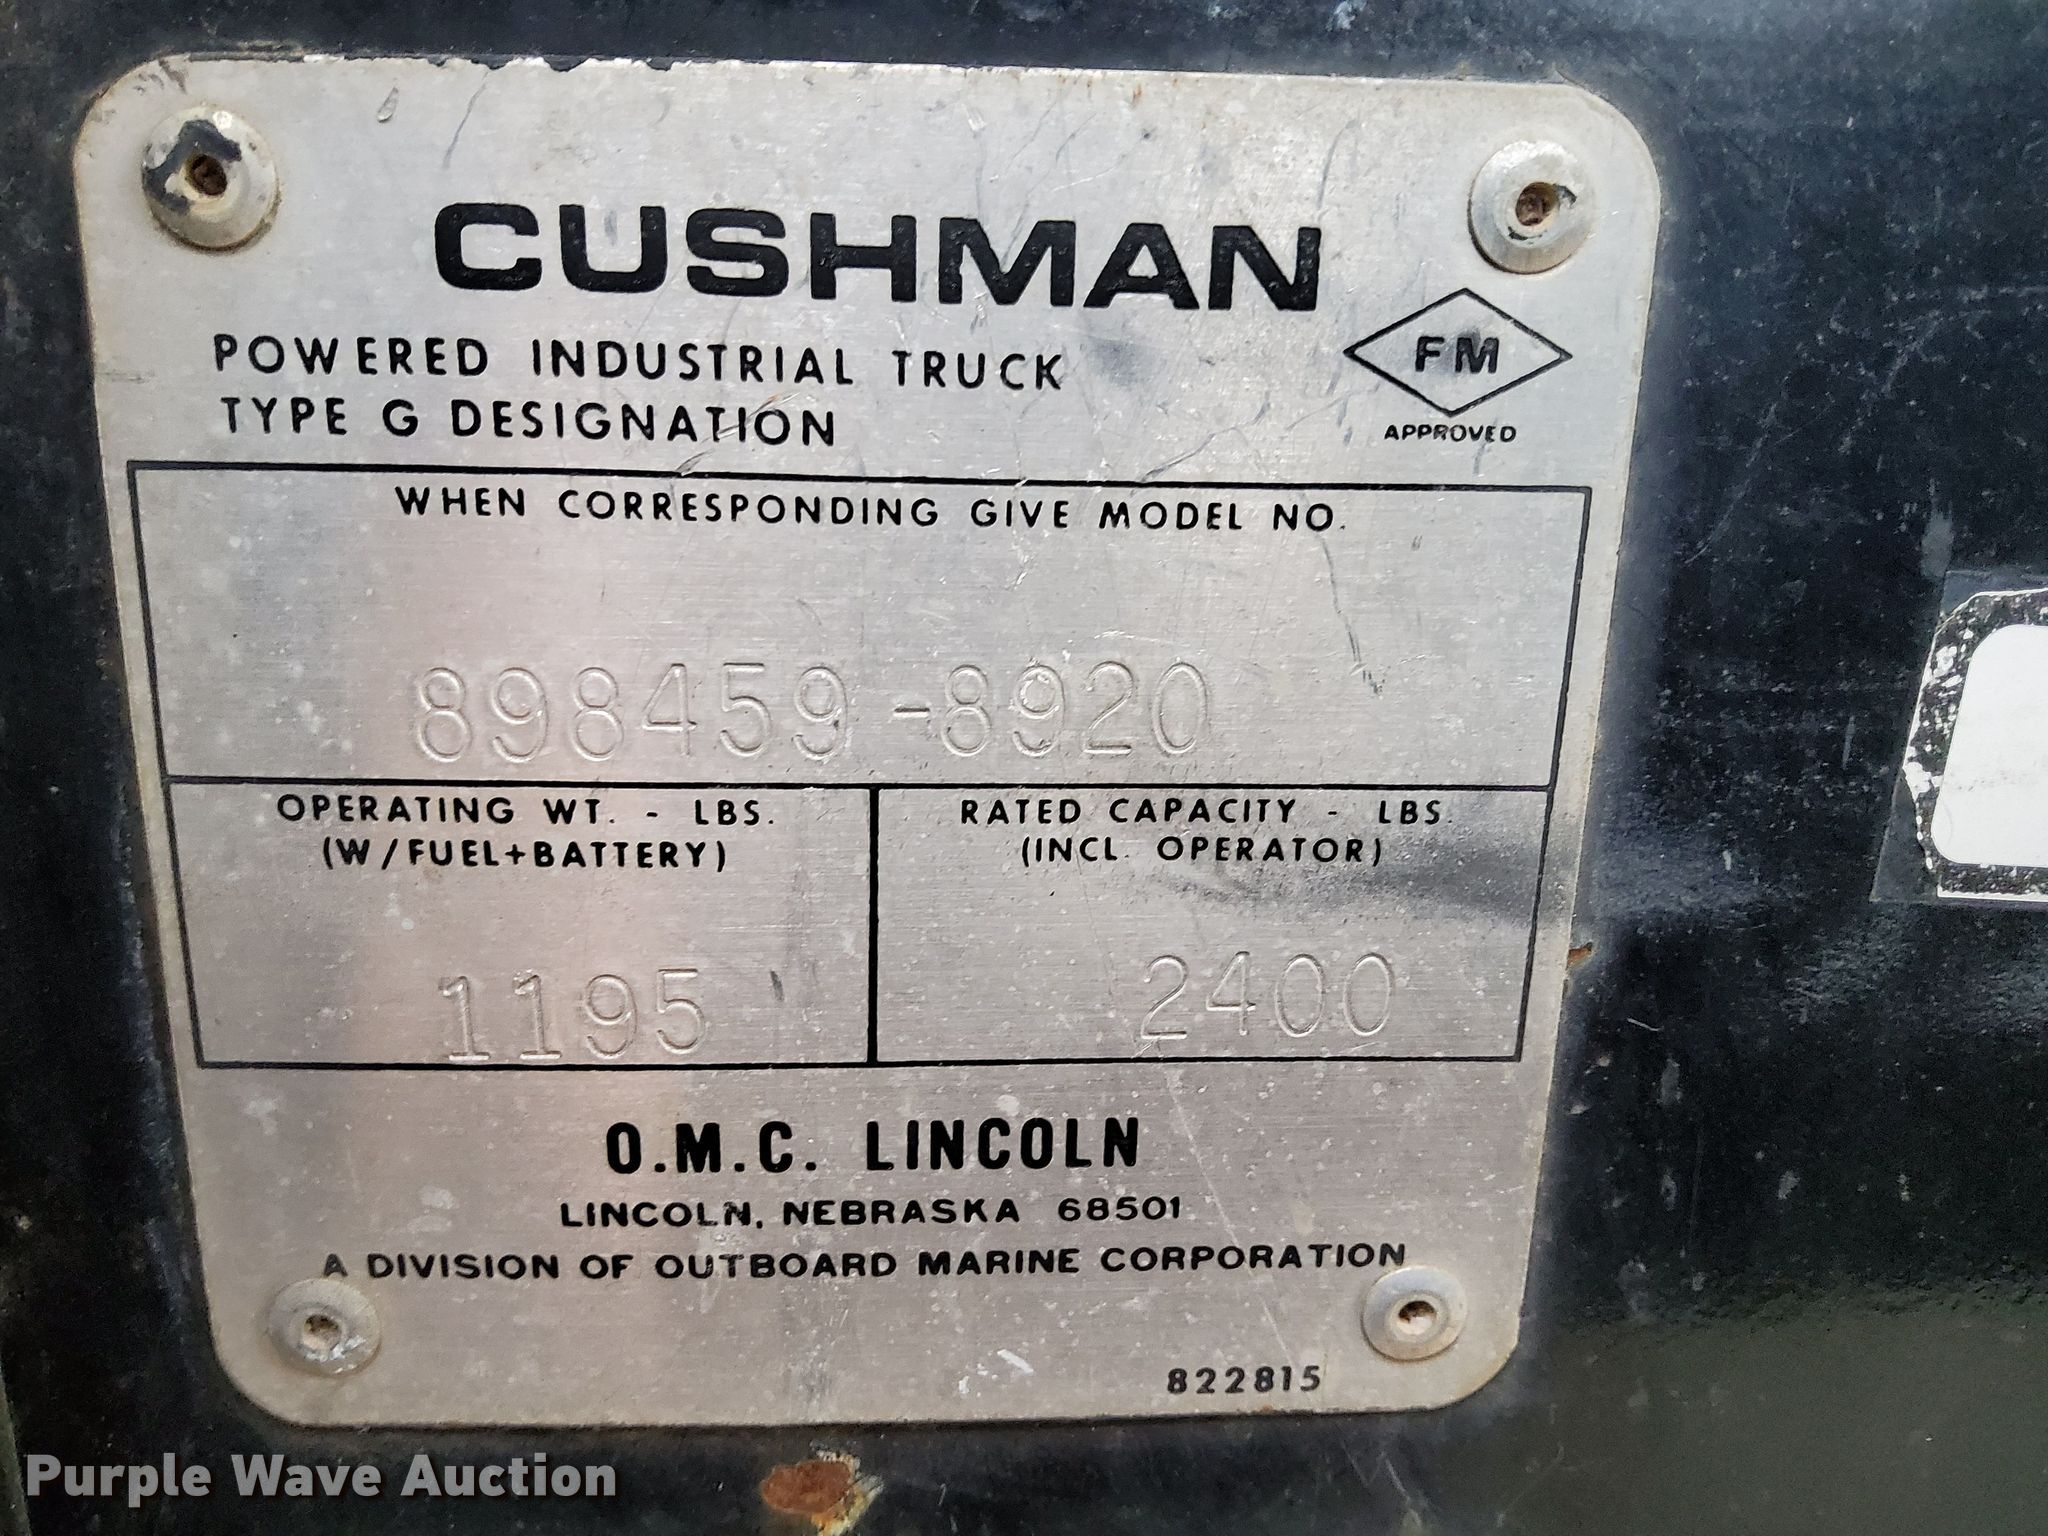 CUSHMAN
POWERED INDUSTRIAL TRUCK
TYPE G DESIGNATION
FM
APPROVED
WHEN CORRESPONDING GIVE MODEL NO.
898459-8920
OPERATING WT. - LBS.
(W/FUEL+BATTERY)
1195
RATED CAPACITY - LBS.
(INCL. OPERATOR)
2400
O.M.C. LINCOLN
LINCOLN, NEBRASKA 68501
A DIVISION OF OUTBOARD MARINE CORPORATION
822815
Purple Wave Auction